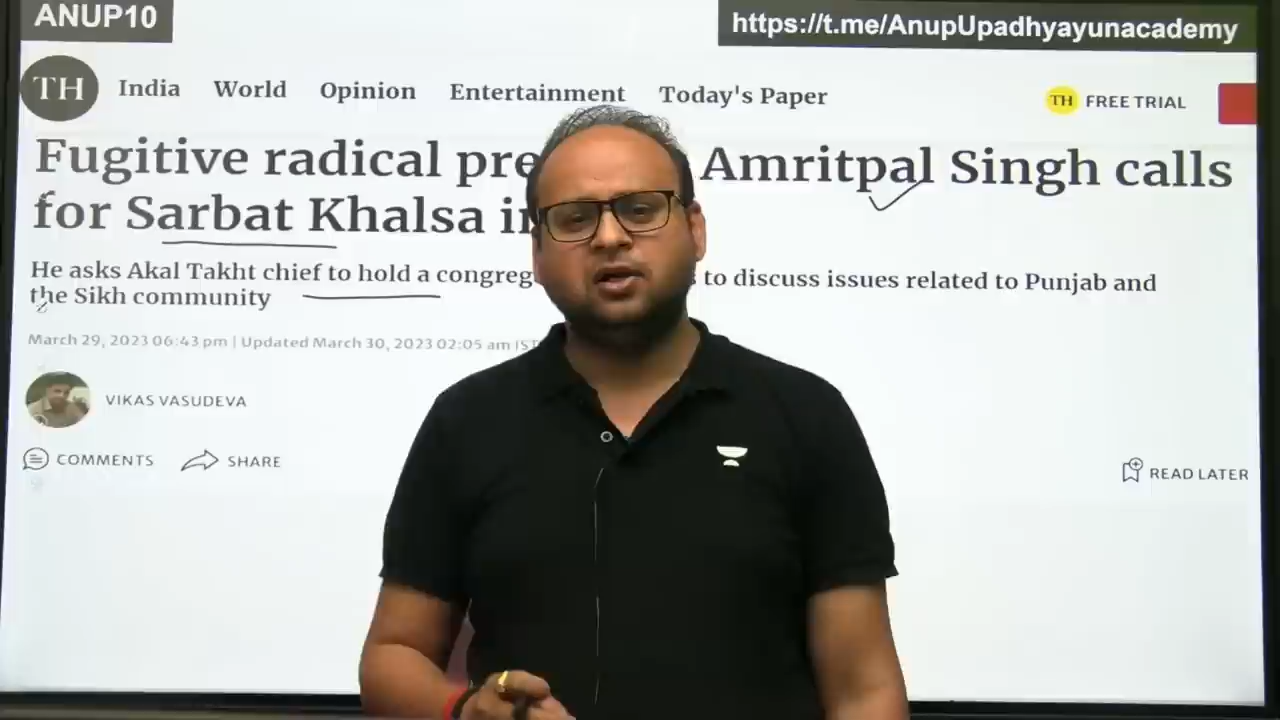 ANUP10
https://t.me/AnupUpadhyayunacademy
TH India World Opinion Entertainment Today's Paper
TH FREE TRIAL
Fugitive radical pre Amritpal Singh calls
for Sarbat Khalsa in
He asks Akal Takht chief to hold a congreg to discuss issues related to Punjab and
the Sikh community
March 29, 2023 06:43 pm | Updated March 30, 2023 02:05 am IST
VIKAS VASUDEVA
COMMENTS SHARE
READ LATER